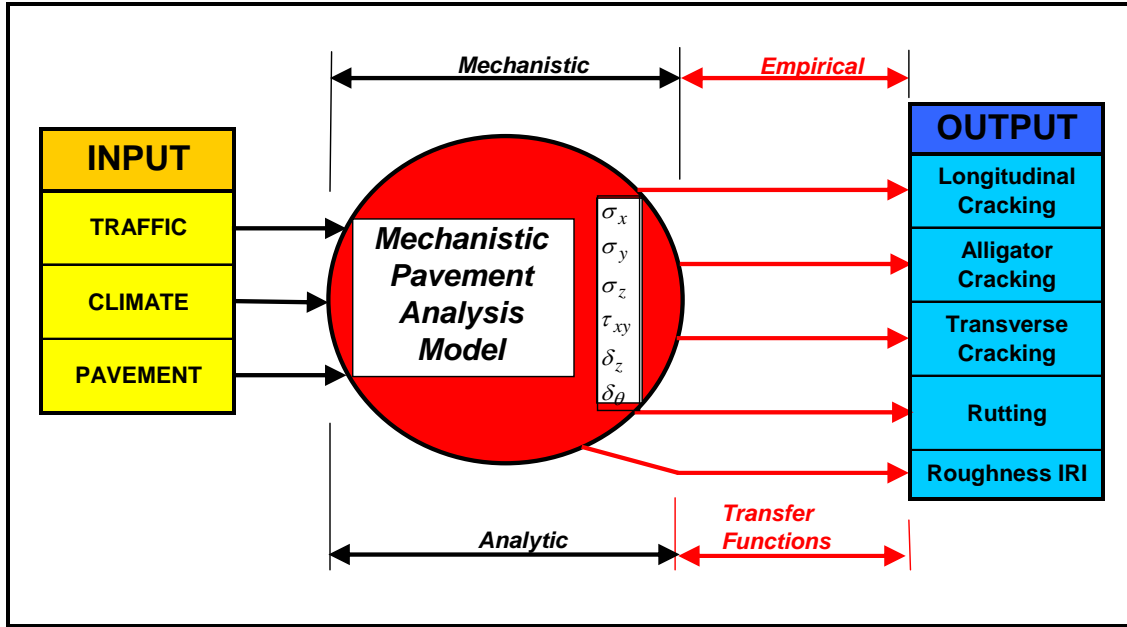 Mechanistic
Empirical
INPUT
TRAFFIC
CLIMATE
PAVEMENT
Mechanistic
Pavement
Analysis
Model
σx
σy
σz
τxy
δz
δθ
OUTPUT
Longitudinal
Cracking
Alligator
Cracking
Transverse
Cracking
Rutting
Roughness IRI
Analytic
Transfer
Functions